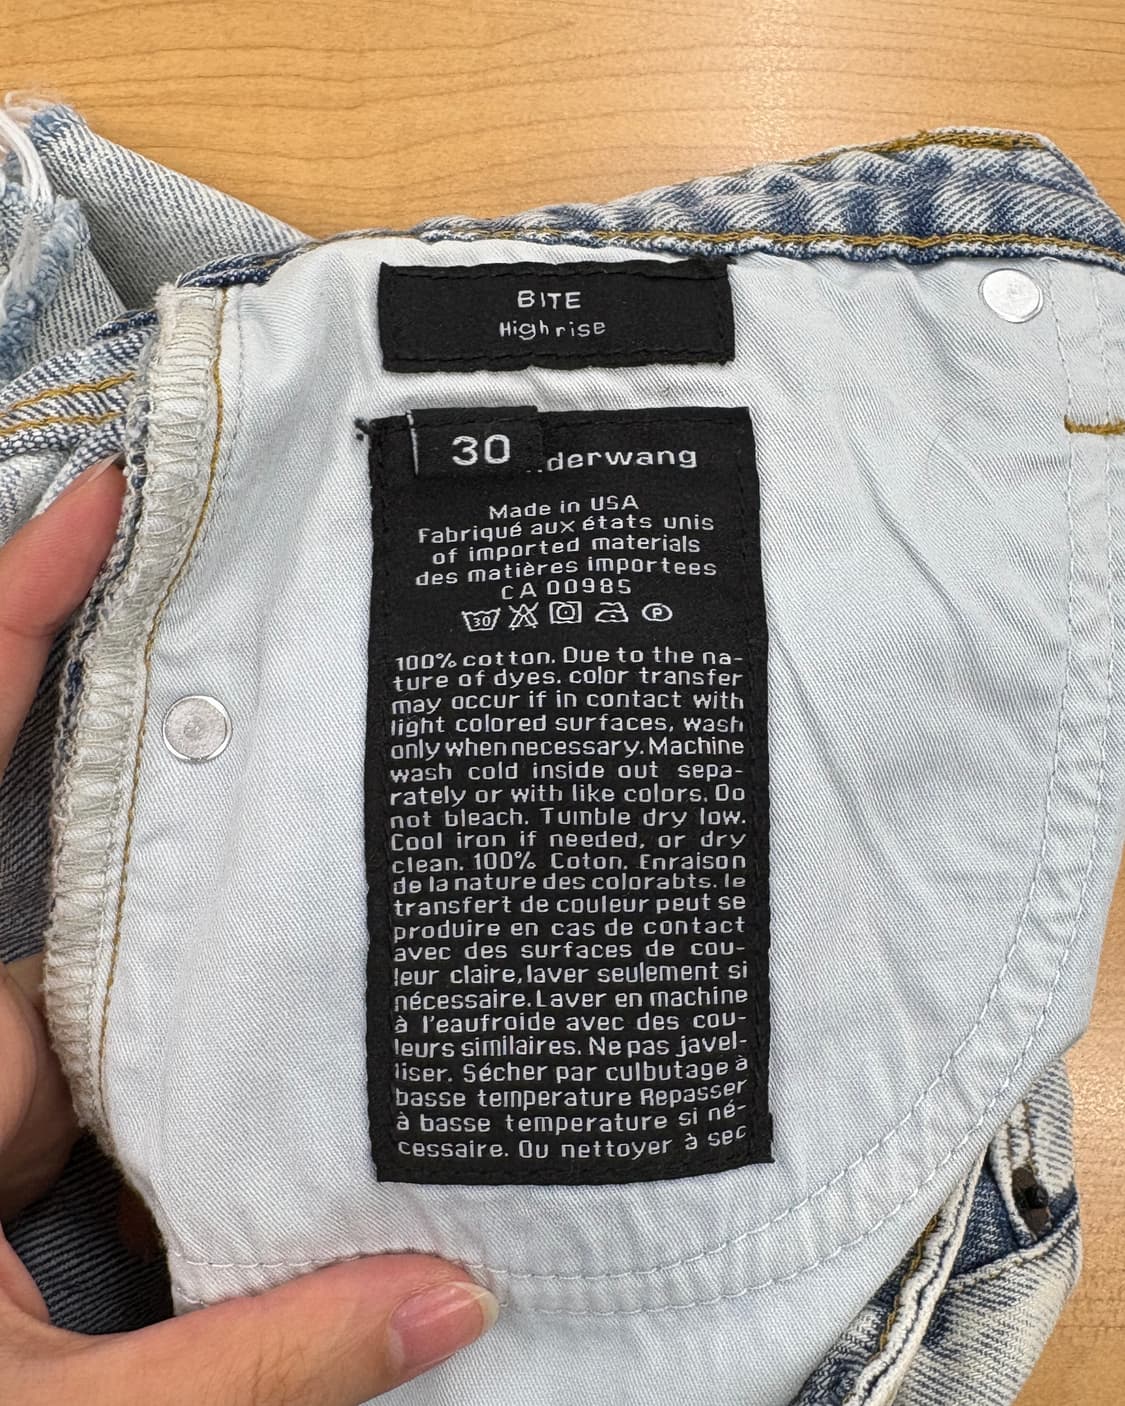 BITE
High rise
30
derwang
Made in USA
Fabriqué aux états unis
of imported materials
des matières importees
CA 00985
30 P
100% cotton. Due to the na-
ture of dyes. color transfer
may occur if in contact with
light colored surfaces, wash
only when necessary. Machine
wash cold inside out sepa-
rately or with like colors. Do
not bleach. Tumble dry low.
Cool iron if needed, or dry
clean. 100% Coton. Enraison
de la nature des colorabts. le
transfert de couleur peut se
produire en cas de contact
avec des surfaces de cou-
leur claire, laver seulement si
nécessaire. Laver en machine
à l'eaufroide avec des cou-
leurs similaires. Ne pas javel-
liser. Sécher par culbutage à
basse temperature Repasser
à basse temperature si né-
cessaire. Ou nettoyer à sec